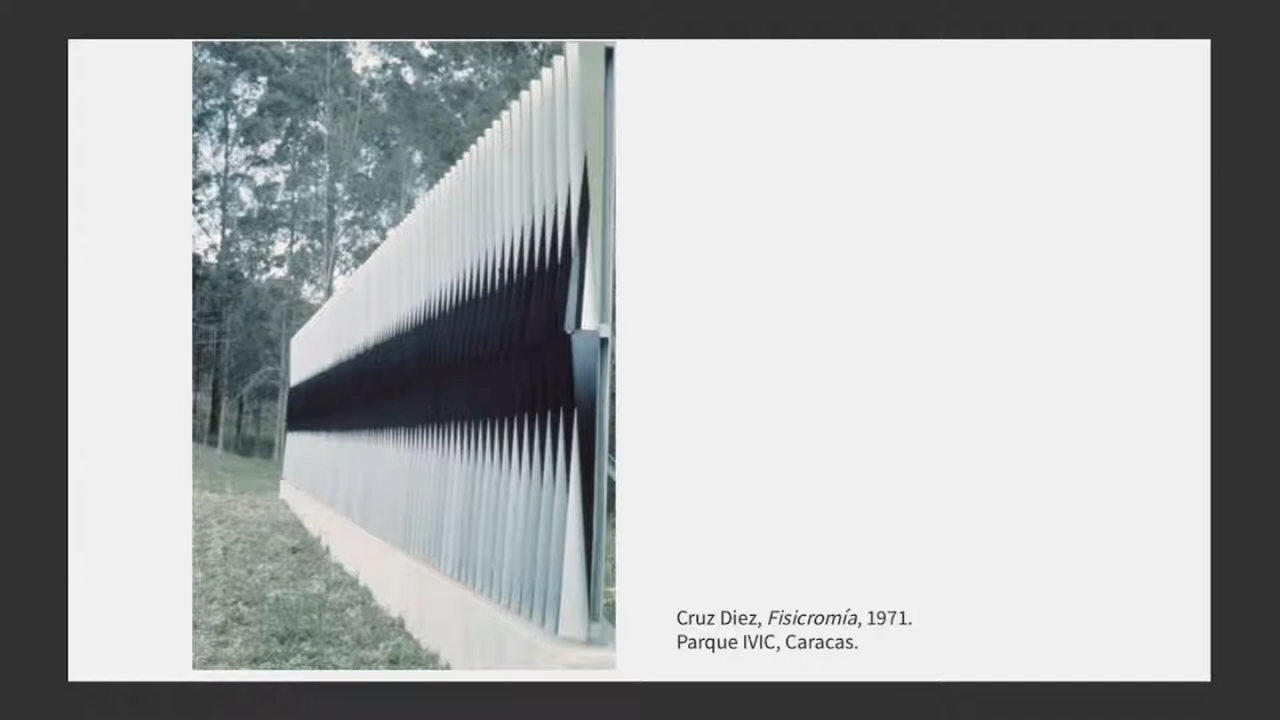 Cruz Diez, Fisicromía, 1971.
Parque IVIC, Caracas.